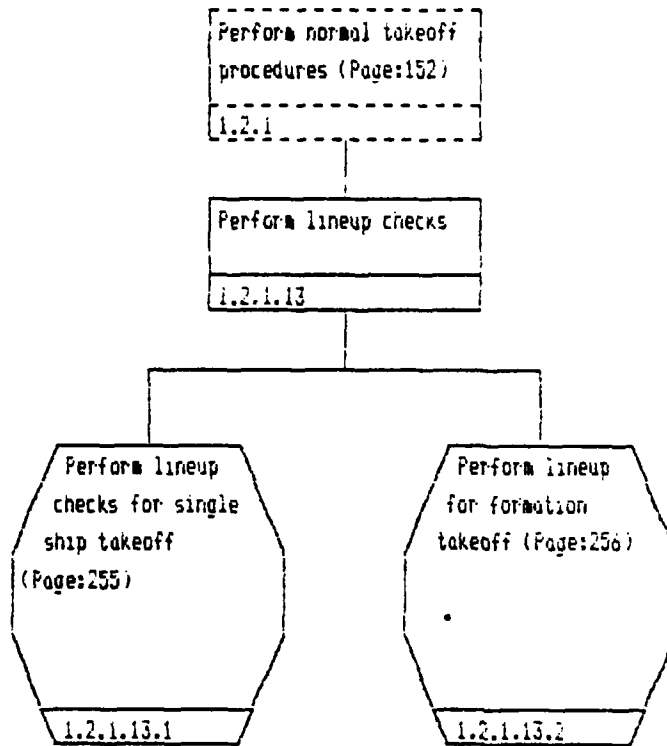 Perform normal takeoff
procedures (Page:152)
1.2.1
Perform lineup checks
1.2.1.13
Perform lineup
checks for single
ship takeoff
(Page:255)
1.2.1.13.1
Perform lineup
for formation
takeoff (Page:256)
1.2.1.13.2